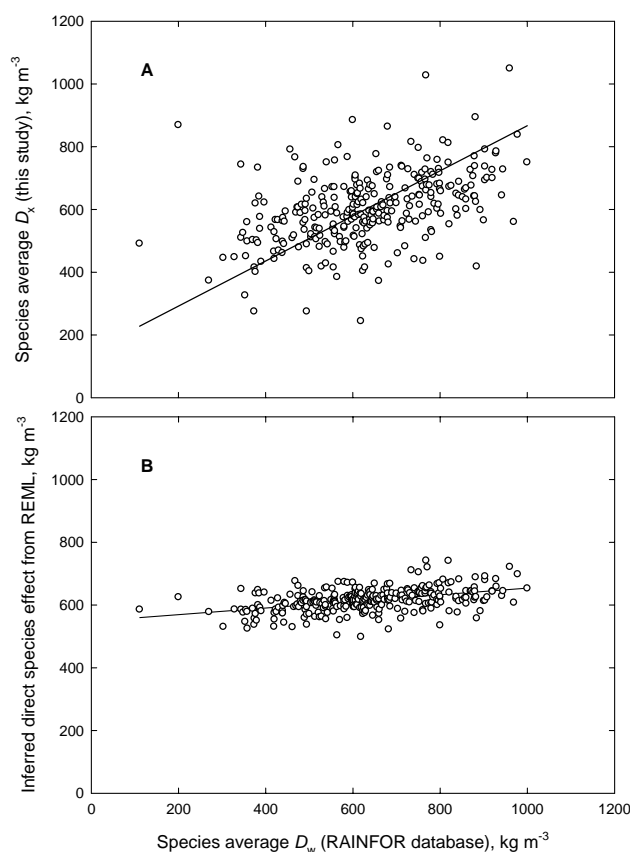 1200
1000
800
600
400
200
0
A
Species average Dx (this study), kg m-3
1200
1000
800
600
400
200
0
B
Inferred direct species effect from REML, kg m-3
0 200 400 600 800 1000 1200
Species average Dw (RAINFOR database), kg m-3